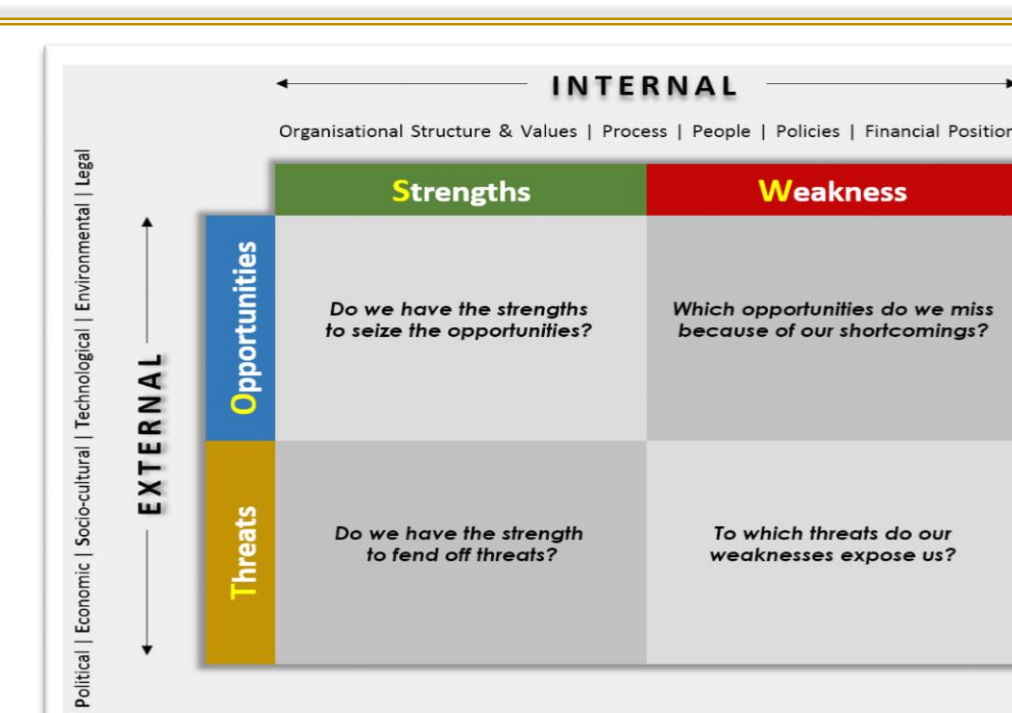 INTERNAL
Organisational Structure & Values | Process | People | Policies | Financial Position
Strengths
Weakness
Political | Economic | Socio-cultural | Technological | Environmental | Legal
EXTERNAL
Opportunities
Do we have the strengths
to seize the opportunities?
Which opportunities do we miss
because of our shortcomings?
Threats
Do we have the strength
to fend off threats?
To which threats do our
weaknesses expose us?